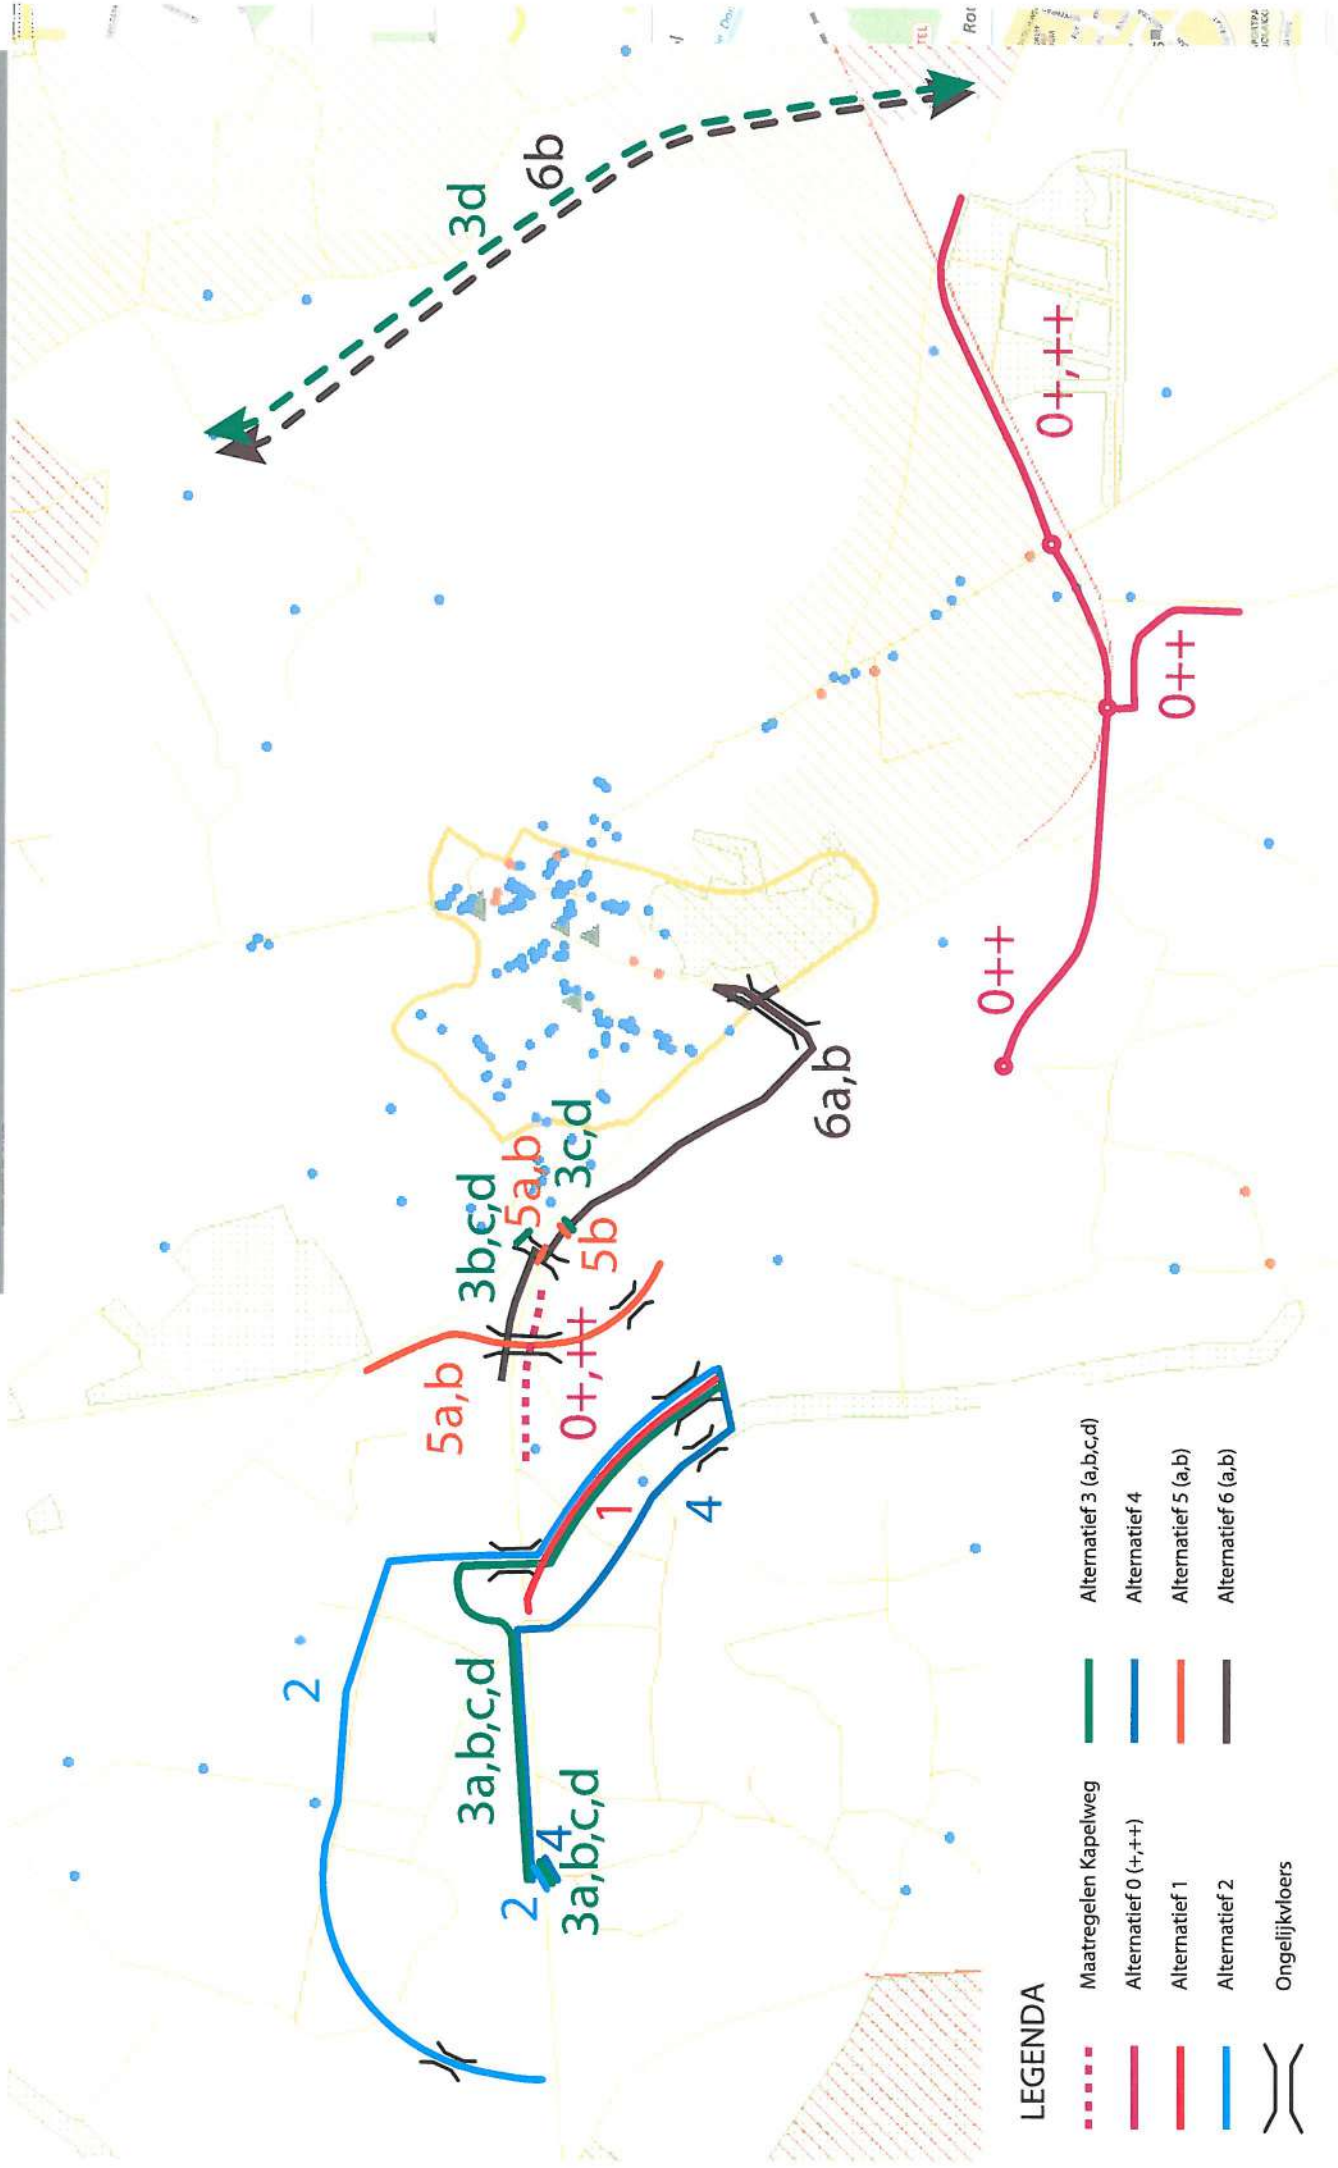 3d
6b
0+,++
0++
0++
6a,b
3b,c,d
5a,b
3c,d
5b
5a,b
0+,++
1
4
2
3a,b,c,d
2
4
3a,b,c,d
TEL
LEGENDA
Maatregelen Kapelweg
Alternatief 0 (+,++)
Alternatief 1
Alternatief 2
Ongelijkvloers
Alternatief 3 (a,b,c,d)
Alternatief 4
Alternatief 5 (a,b)
Alternatief 6 (a,b)